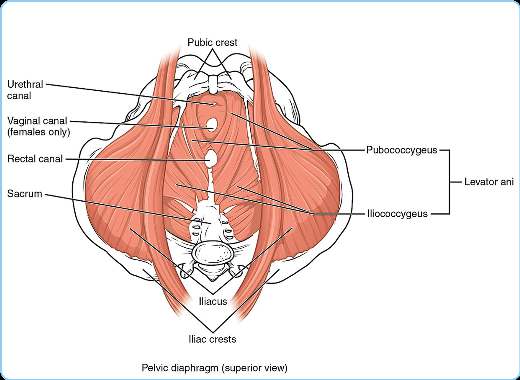 Pubic crest
Urethral
canal
Vaginal canal
(females only)
Rectal canal
Sacrum
Pubococcygeus
Levator ani
Iliococcygeus
Iliacus
Iliac crests
Pelvic diaphragm (superior view)